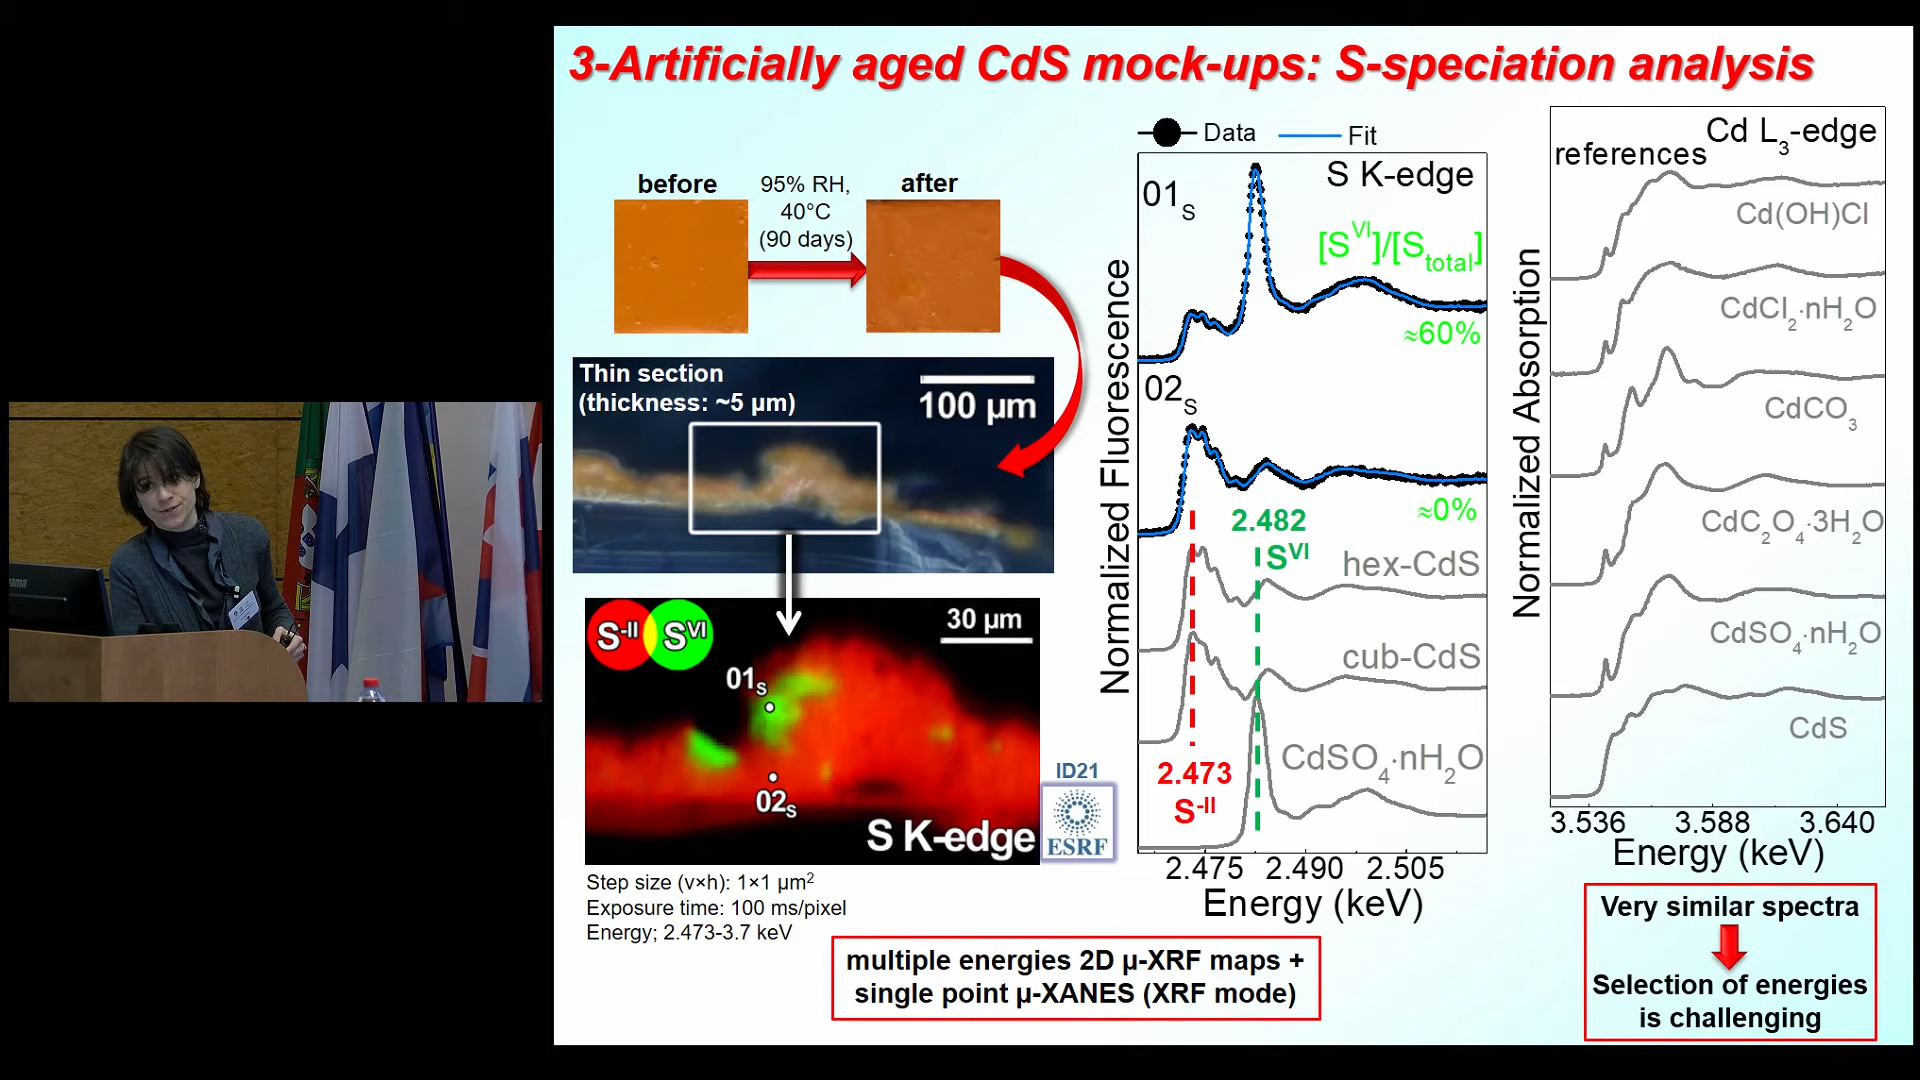 3-Artificially aged CdS mock-ups: S-speciation analysis
before
95% RH,
40°C
(90 days)
after
Thin section
(thickness: ~5 µm)
100 µm
S-II
SVI
30 µm
01S
02S
S K-edge
ID21
ESRF
Step size (v×h): 1×1 µm2
Exposure time: 100 ms/pixel
Energy; 2.473-3.7 keV
multiple energies 2D µ-XRF maps +
single point µ-XANES (XRF mode)
Data
Fit
S K-edge
01S
[SVI]/[Stotal]
≈60%
02S
≈0%
2.482
SVI
hex-CdS
cub-CdS
CdSO4·nH2O
2.473
S-II
Normalized Fluorescence
2.475 2.490 2.505
Energy (keV)
Cd L3-edge
references
Cd(OH)Cl
CdCl2·nH2O
CdCO3
CdC2O4·3H2O
CdSO4·nH2O
CdS
Normalized Absorption
3.536 3.588 3.640
Energy (keV)
Very similar spectra
Selection of energies
is challenging